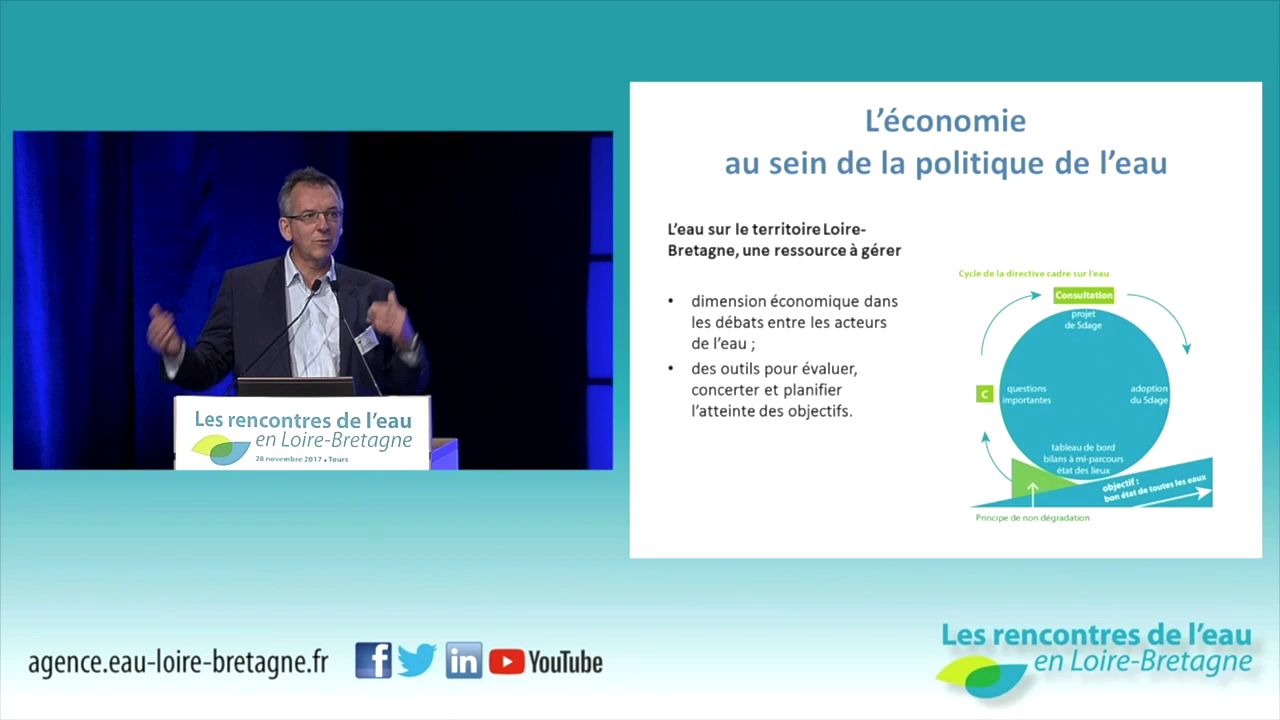 Les rencontres de l'eau
en Loire-Bretagne
28 novembre 2017 • Tours
L'économie
au sein de la politique de l'eau
L'eau sur le territoire Loire-
Bretagne, une ressource à gérer
• dimension économique dans
les débats entre les acteurs
de l'eau ;
• des outils pour évaluer,
concerter et planifier
l'atteinte des objectifs.
Cycle de la directive cadre sur l'eau
Consultation
projet
de Sdage
C
questions
importantes
adoption
du Sdage
tableau de bord
bilans à mi-parcours
état des lieux
objectif :
bon état de toutes les eaux
Principe de non dégradation
agence.eau-loire-bretagne.fr
f
in
YouTube
Les rencontres de l'eau
en Loire-Bretagne